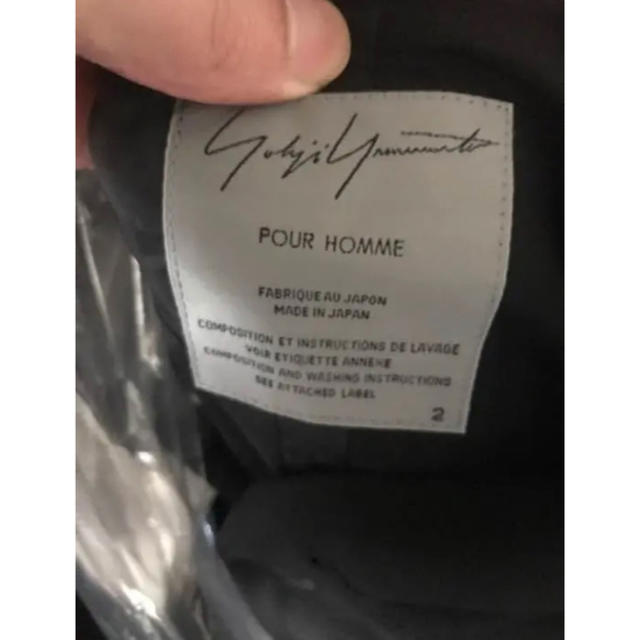 Yohji Yamamoto
POUR HOMME
FABRIQUE AU JAPON
MADE IN JAPAN
COMPOSITION ET INSTRUCTIONS DE LAVAGE
VOIR ETIQUETTE ANNEXE
COMPOSITION AND WASHING INSTRUCTIONS
SEE ATTACHED LABEL
2